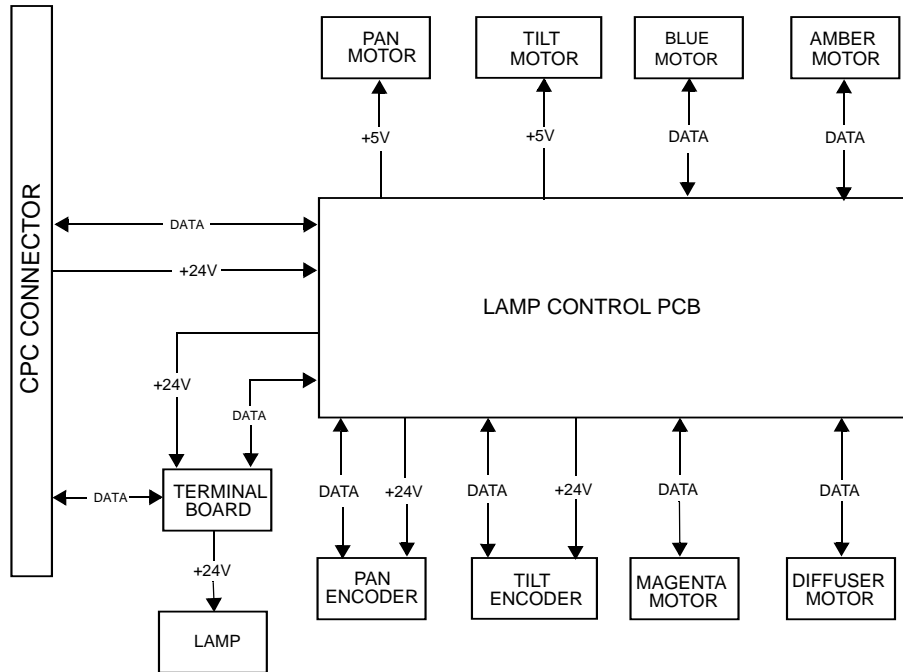 PAN
MOTOR
TILT
MOTOR
BLUE
MOTOR
AMBER
MOTOR
+5V
+5V
DATA
DATA
CPC CONNECTOR
DATA
+24V
LAMP CONTROL PCB
+24V
DATA
DATA
TERMINAL
BOARD
DATA
+24V
DATA
+24V
DATA
DATA
+24V
LAMP
PAN
ENCODER
TILT
ENCODER
MAGENTA
MOTOR
DIFFUSER
MOTOR